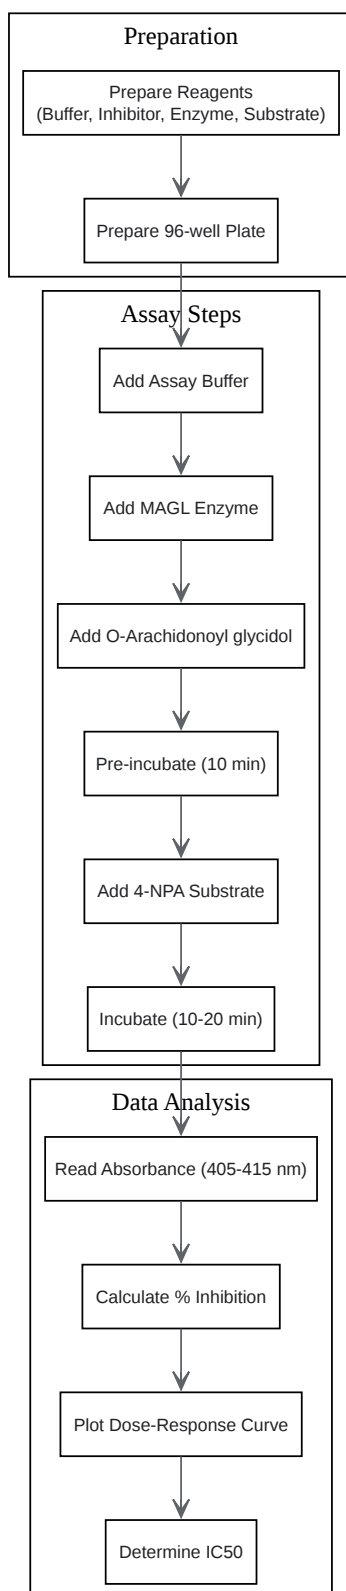 Preparation
Prepare Reagents
(Buffer, Inhibitor, Enzyme, Substrate)
Prepare 96-well Plate
Assay Steps
Add Assay Buffer
Add MAGL Enzyme
Add O-Arachidonoyl glycidol
Pre-incubate (10 min)
Add 4-NPA Substrate
Incubate (10-20 min)
Data Analysis
Read Absorbance (405-415 nm)
Calculate % Inhibition
Plot Dose-Response Curve
Determine IC50